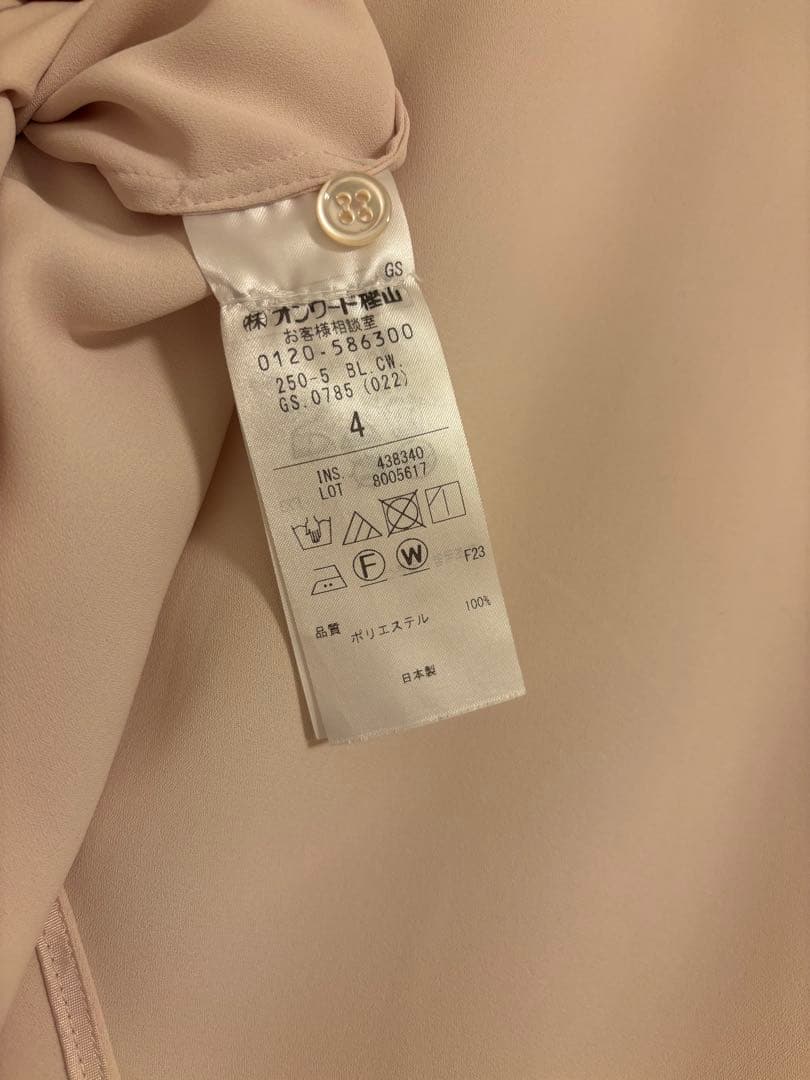 GS
㈱オンワード樫山
お客様相談室
0120-586300
250-5 BL.CW.
GS.0785 (022)
4
INS. 438340
LOT 8005617
F W F23
品質 ポリエステル 100%
日本製